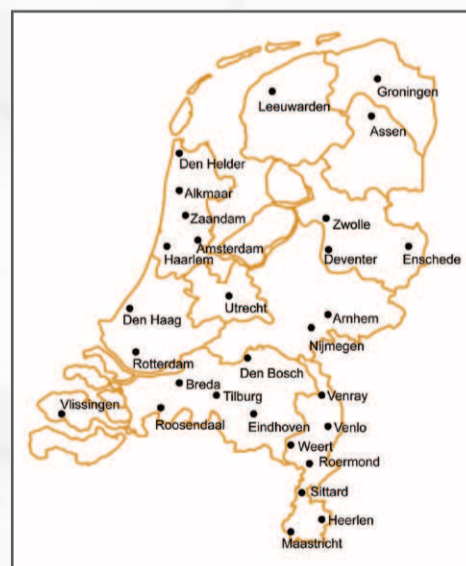 Groningen
Leeuwarden
Assen
Den Helder
Alkmaar
Zaandam
Zwolle
Amsterdam
Haarlem
Deventer
Enschede
Utrecht
Den Haag
Arnhem
Nijmegen
Rotterdam
Den Bosch
Breda
Tilburg
Venray
Vlissingen
Roosendaal
Eindhoven
Venlo
Weert
Roermond
Sittard
Heerlen
Maastricht